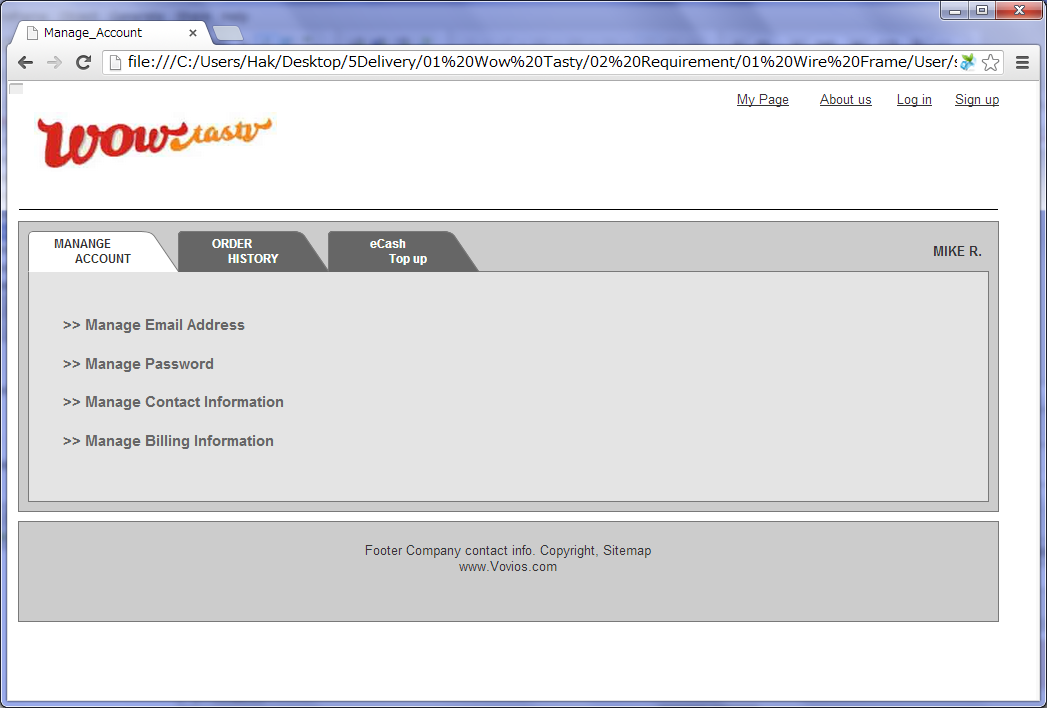 Manage_Account
file:///C:/Users/Hak/Desktop/5Delivery/01%20Wow%20Tasty/02%20Requirement/01%20Wire%20Frame/User/s
My Page About us Log in Sign up
wow tasty
MANANGE
ACCOUNT
ORDER
HISTORY
eCash
Top up
MIKE R.
>> Manage Email Address
>> Manage Password
>> Manage Contact Information
>> Manage Billing Information
Footer Company contact info. Copyright, Sitemap
www.Vovios.com